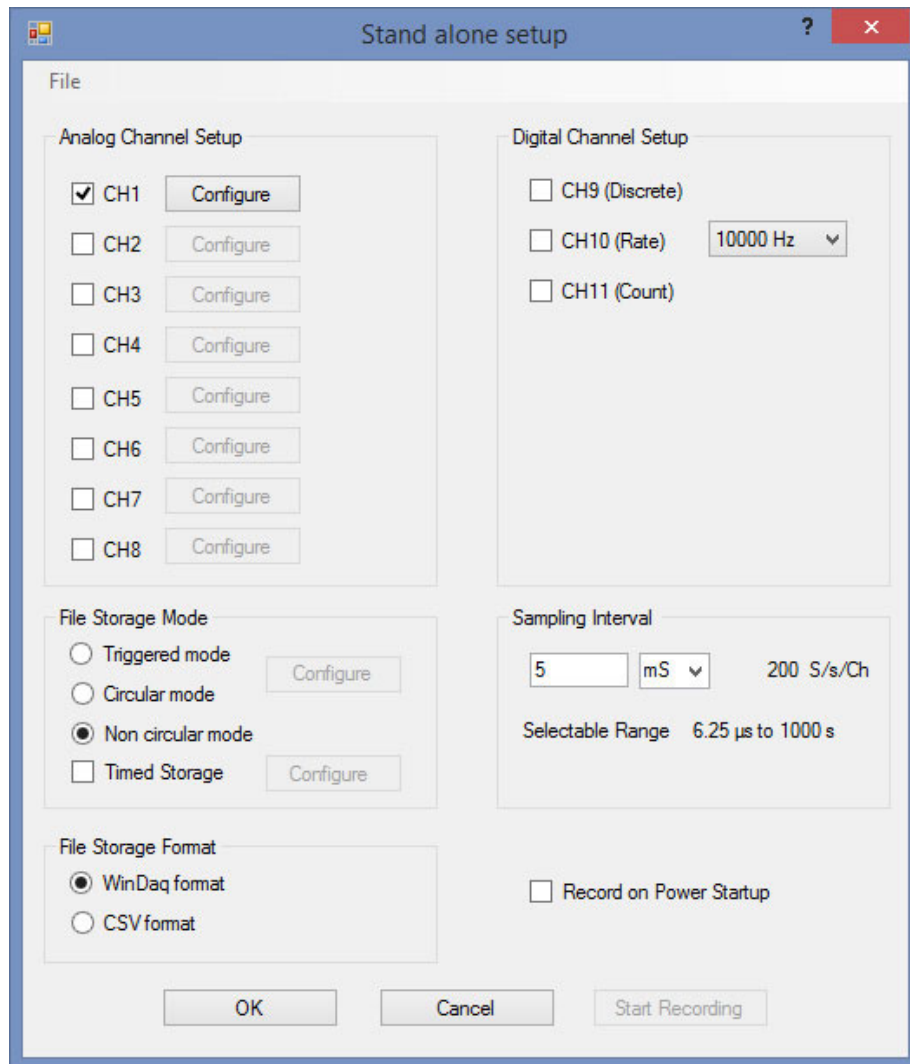 Stand alone setup
?
File
Analog Channel Setup
CH1 Configure
CH2 Configure
CH3 Configure
CH4 Configure
CH5 Configure
CH6 Configure
CH7 Configure
CH8 Configure
Digital Channel Setup
CH9 (Discrete)
CH10 (Rate) 10000 Hz
CH11 (Count)
File Storage Mode
Triggered mode
Configure
Circular mode
Non circular mode
Timed Storage Configure
Sampling Interval
5 mS 200 S/s/Ch
Selectable Range 6.25 µs to 1000 s
File Storage Format
WinDaq format
CSV format
Record on Power Startup
OK Cancel Start Recording